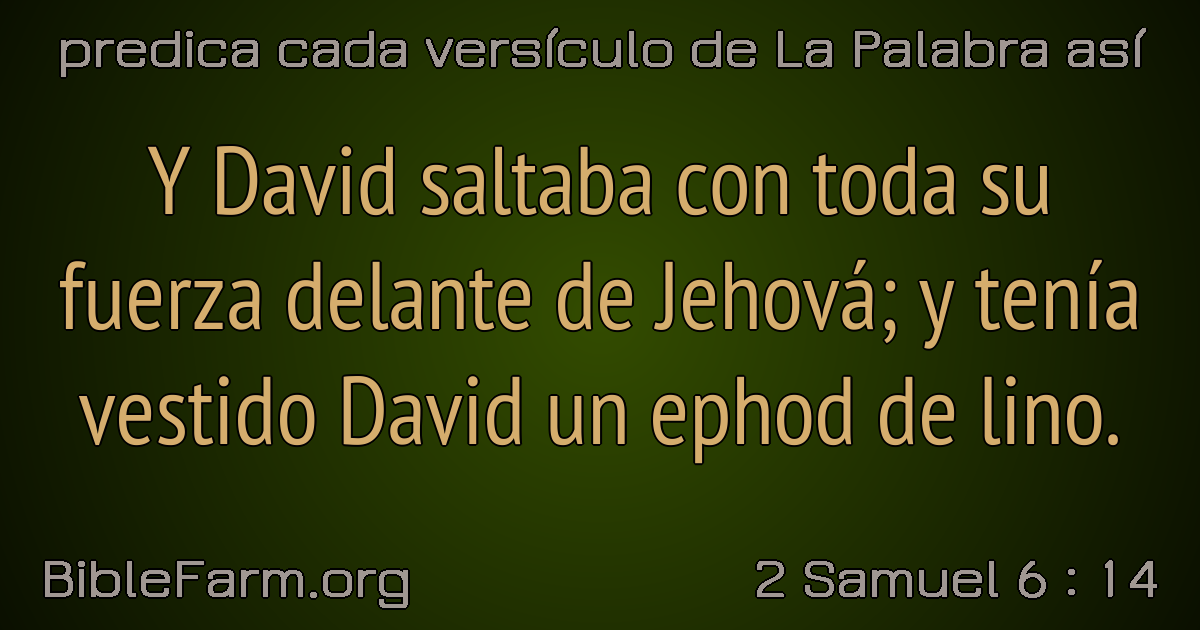 predica cada versículo de La Palabra así
Y David saltaba con toda su
fuerza delante de Jehová; y tenía
vestido David un ephod de lino.
BibleFarm.org
2 Samuel 6 : 14